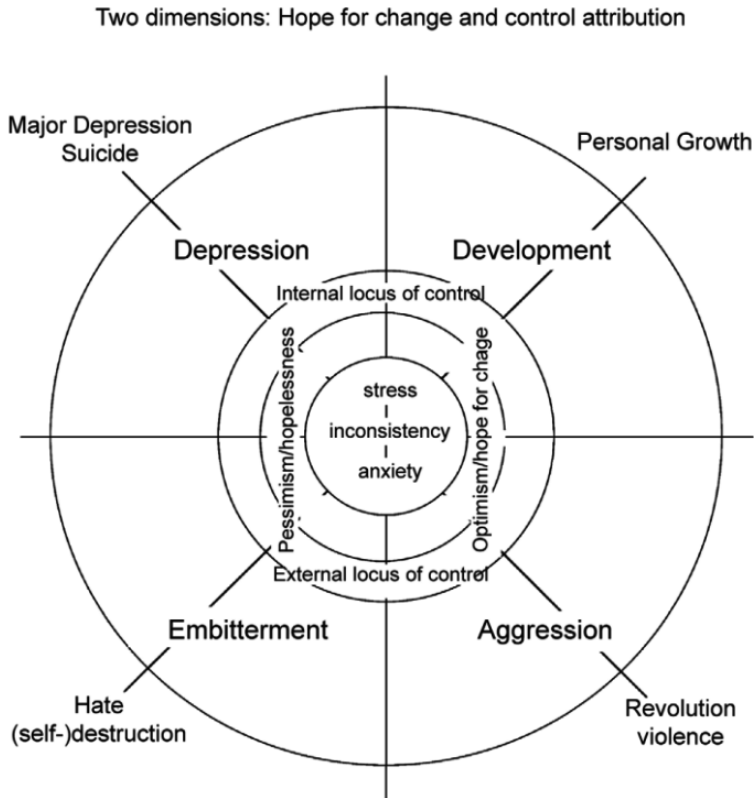 Two dimensions: Hope for change and control attribution
Major Depression
Suicide
Personal Growth
Depression
Development
Internal locus of control
Pessimism/hopelessness
Optimism/hope for chage
stress
inconsistency
anxiety
External locus of control
Embitterment
Aggression
Hate
(self-)destruction
Revolution
violence